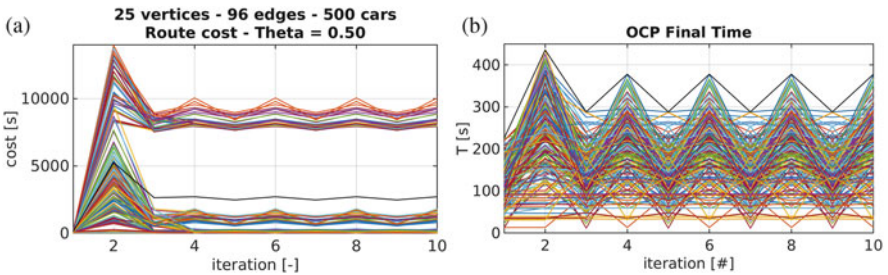 (a)
25 vertices - 96 edges - 500 cars
Route cost - Theta = 0.50
cost [s]
10000
5000
0
2 4 6 8 10
iteration [-]
(b)
OCP Final Time
T [s]
400
300
200
100
0
2 4 6 8 10
iteration [#]